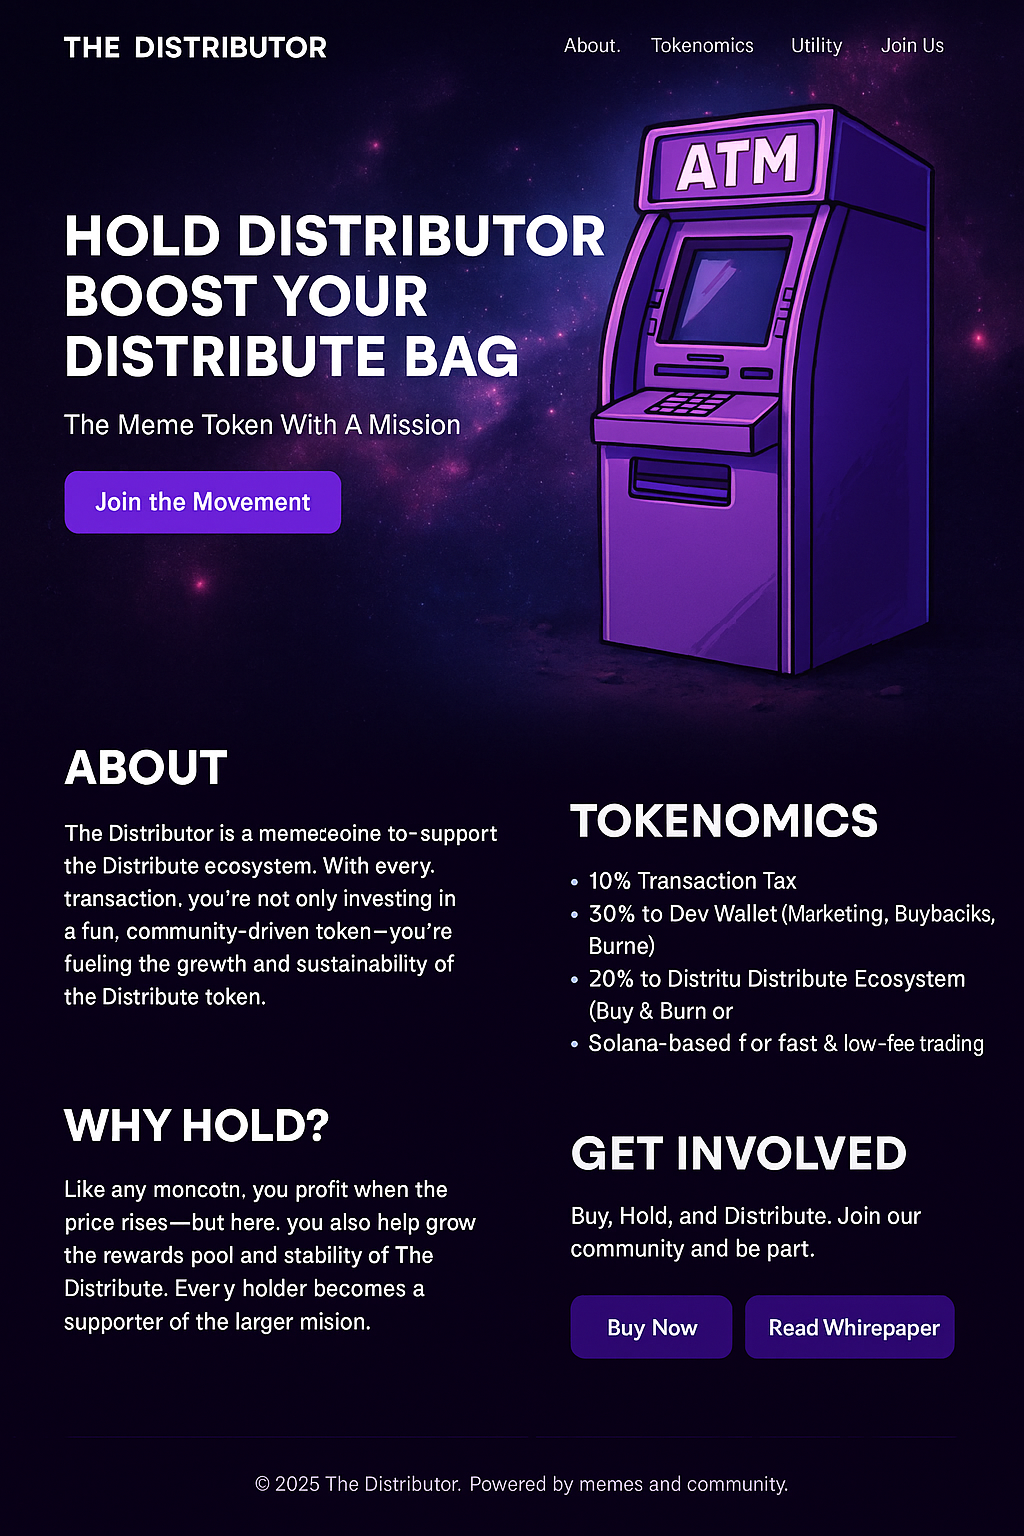 THE DISTRIBUTOR
About.
Tokenomics
Utility
Join Us
ATM
HOLD DISTRIBUTOR
BOOST YOUR
DISTRIBUTE BAG
The Meme Token With A Mission
Join the Movement
ABOUT
The Distributor is a memeceoine to-support
the Distribute ecosystem. With every.
transaction, you're not only investing in
a fun, community-driven token—you're
fueling the grewth and sustainability of
the Distribute token.
TOKENOMICS
• 10% Transaction Tax
• 30% to Dev Wallet (Marketing, Buybaciks,
Burne)
• 20% to Distritu Distribute Ecosystem
(Buy & Burn or
• Solana-based f or fast & low-fee trading
WHY HOLD?
Like any moncotn, you profit when the
price rises—but here. you also help grow
the rewards pool and stability of The
Distribute. Ever y holder becomes a
supporter of the larger mision.
GET INVOLVED
Buy, Hold, and Distribute. Join our
community and be part.
Buy Now
Read Whirepaper
© 2025 The Distributor. Powered by memes and community.